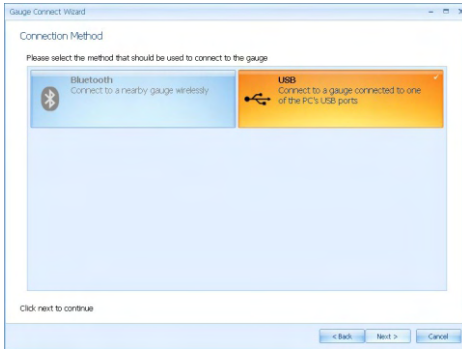 Gauge Connect Wizard
Connection Method
Please select the method that should be used to connect to the gauge
Bluetooth
Connect to a nearby gauge wirelessly
USB
Connect to a gauge connected to one
of the PC's USB ports
Click next to continue
< Back
Next >
Cancel